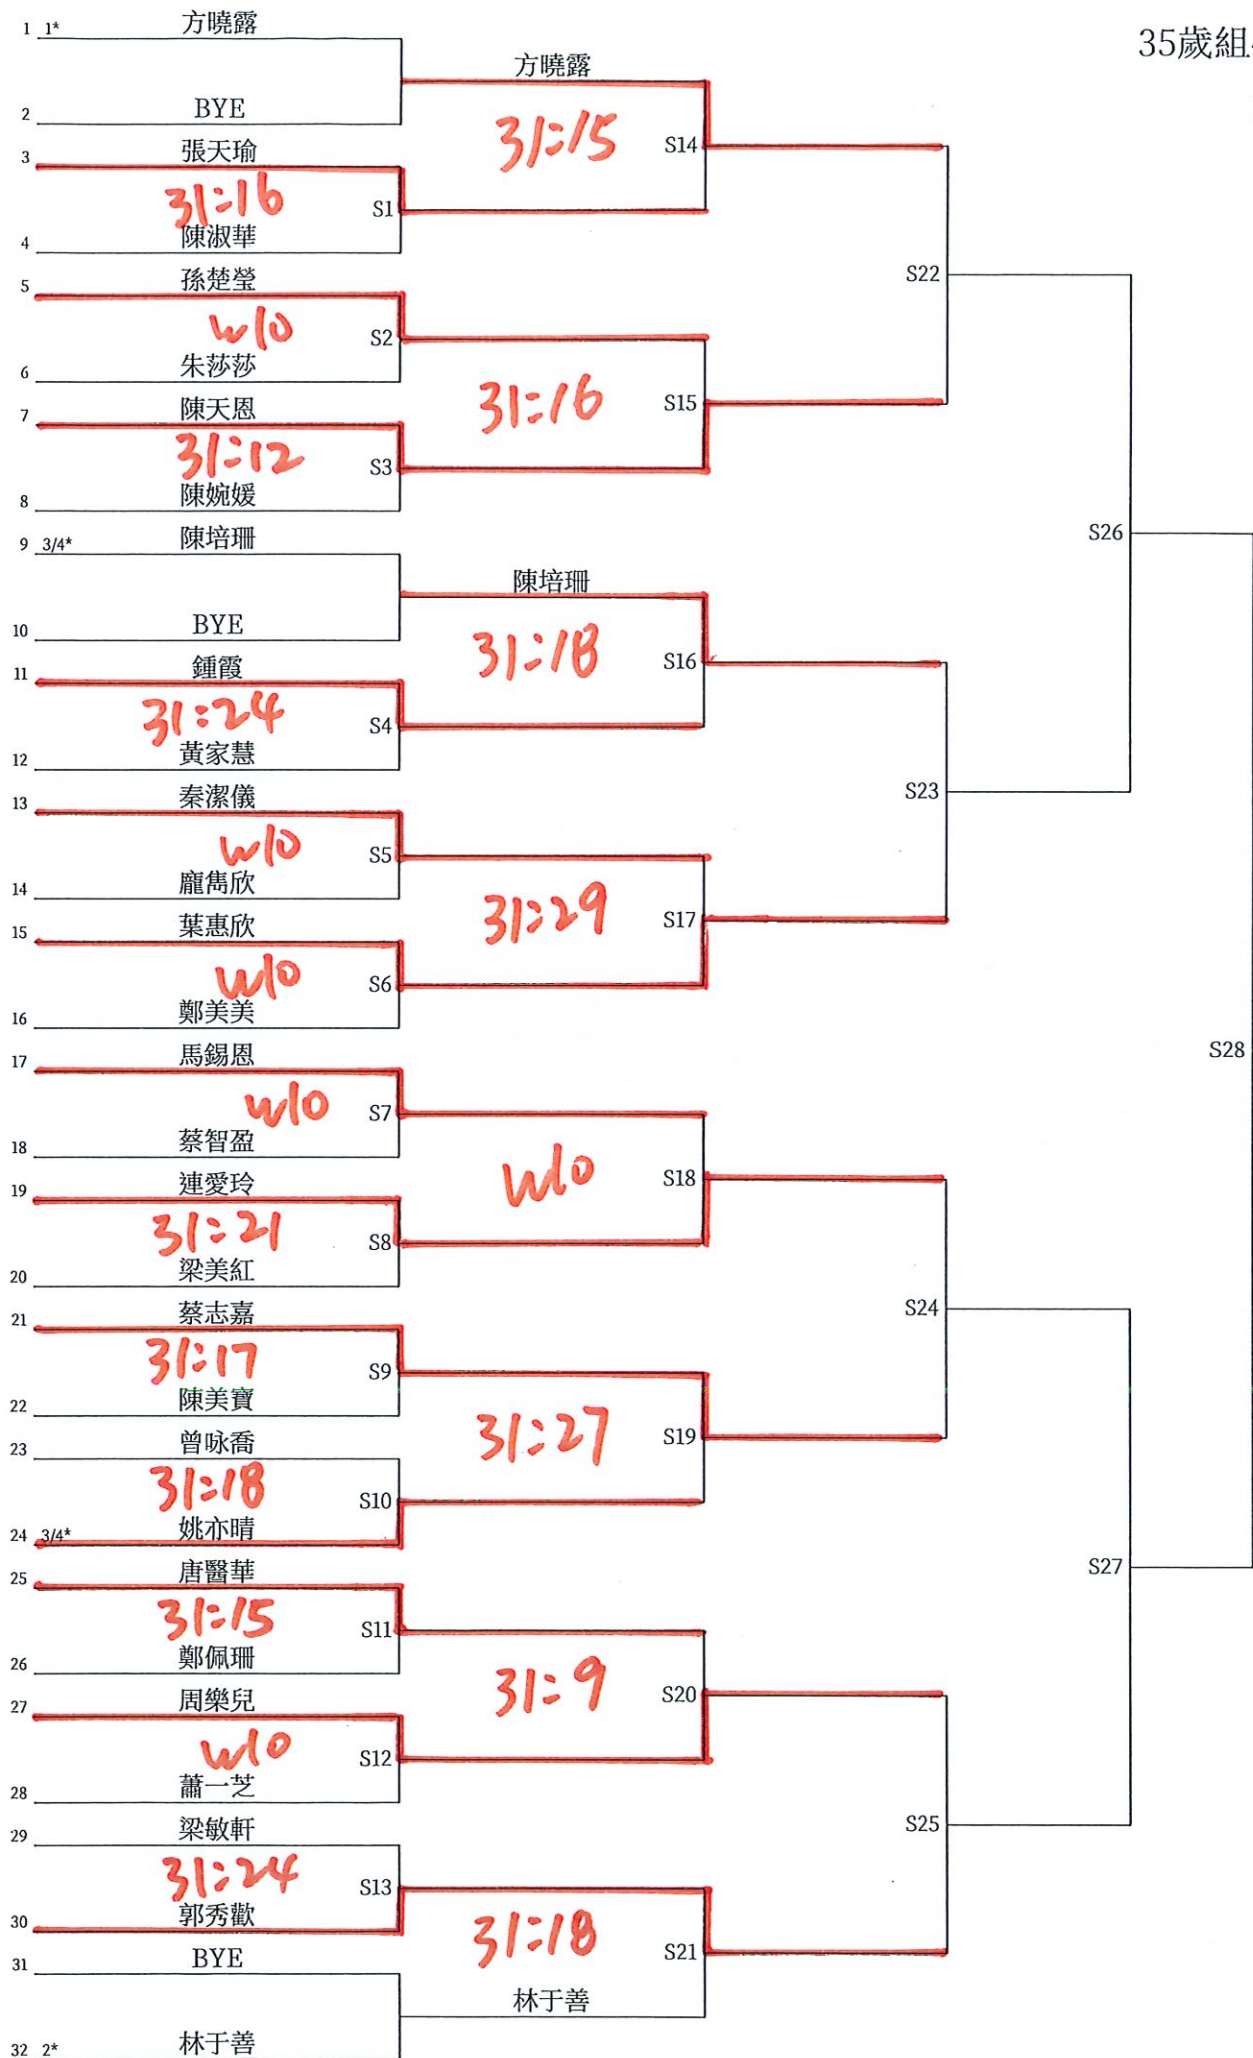 35歲組
1 1* 方曉露
方曉露
2 BYE
31:15 S14
3 張天瑜
31:16 S1
4 陳淑華
5 孫楚瑩
S22
w/o S2
6 朱莎莎
31:16 S15
7 陳天恩
31:12 S3
8 陳婉媛
9 3/4* 陳培珊
S26
陳培珊
10 BYE
31:18 S16
11 鍾霞
31:24 S4
12 黃家慧
13 秦潔儀
S23
w/o S5
14 龐雋欣
31:29 S17
15 葉惠欣
w/o S6
16 鄭美美
S28
17 馬錫恩
w/o S7
18 蔡智盈
w/o S18
19 連愛玲
31:21 S8
20 梁美紅
21 蔡志嘉
S24
31:17 S9
22 陳美寶
31:27 S19
23 曾咏喬
31:18 S10
24 3/4* 姚亦晴
S27
25 唐醫華
31:15 S11
26 鄭佩珊
31:9 S20
27 周樂兒
w/o S12
28 蕭一芝
29 梁敏軒
S25
31:24 S13
30 郭秀歡
31:18 S21
31 BYE
林于善
32 2* 林于善